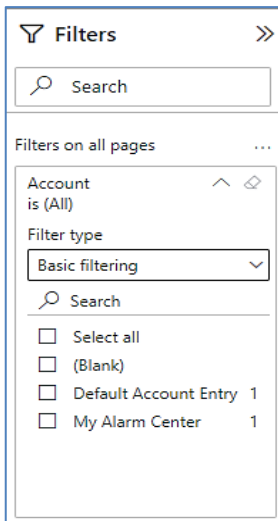 Filters
Search
Filters on all pages ...
Account
is (All)
Filter type
Basic filtering
Search
Select all
(Blank)
Default Account Entry 1
My Alarm Center 1